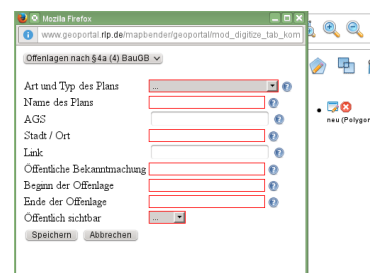 Mozilla Firefox
www.geoportal.rlp.de/mapbender/geoportal/mod_digitize_tab_kom
Offenlagen nach §4a (4) BauGB
Art und Typ des Plans ...
Name des Plans
AGS
Stadt / Ort
Link
Öffentliche Bekanntmachung
Beginn der Offenlage
Ende der Offenlage
Öffentlich sichtbar ...
Speichern Abbrechen
neu (Polygon